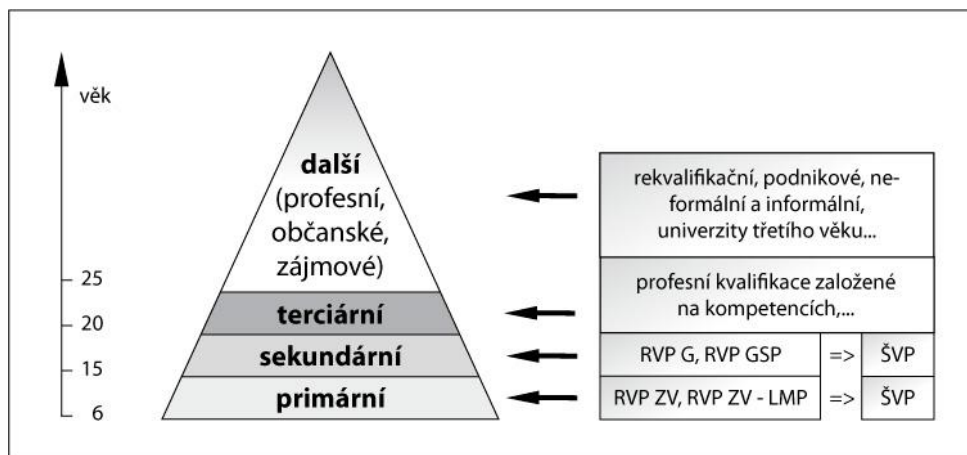 věk
25
20
15
6
další
(profesní,
občanské,
zájmové)
terciární
sekundární
primární
rekvalifikační, podnikové, ne-
formální a informální,
univerzity třetího věku...
profesní kvalifikace založené
na kompetencích,...
RVP G, RVP GSP => ŠVP
RVP ZV, RVP ZV - LMP => ŠVP